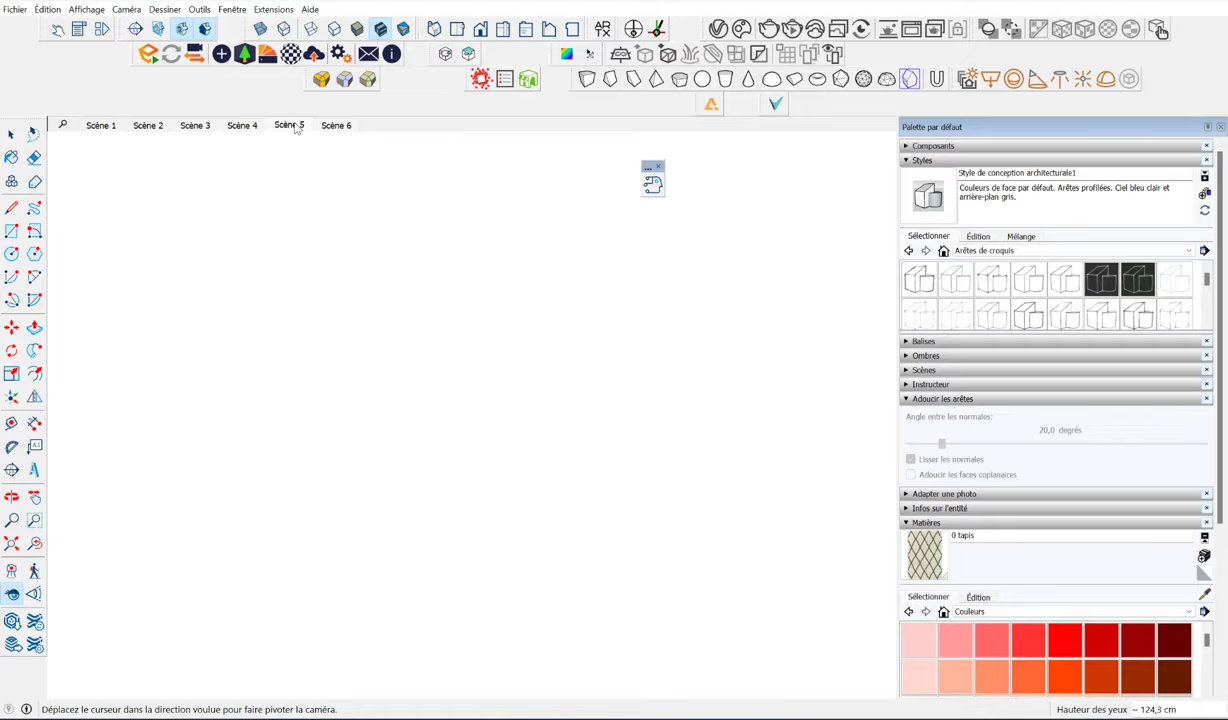 Fichier Édition Affichage Caméra Dessiner Outils Fenêtre Extensions Aide
AR
Scène 1 Scène 2 Scène 3 Scène 4 Scène 5 Scène 6
Palette par défaut
Composants
Styles
Style de conception architecturale1
Couleurs de face par défaut. Arêtes profilées. Ciel bleu clair et
arrière-plan gris.
Sélectionner Édition Mélange
Arêtes de croquis
Balises
Ombres
Scènes
Instructeur
Adoucir les arêtes
Angle entre les normales:
20,0 degrés
Lisser les normales
Adoucir les faces coplanaires
Adapter une photo
Infos sur l'entité
Matières
0 tapis
Sélectionner Édition
Couleurs
Déplacez le curseur dans la direction voulue pour faire pivoter la caméra.
Hauteur des yeux ~ 124,3 cm